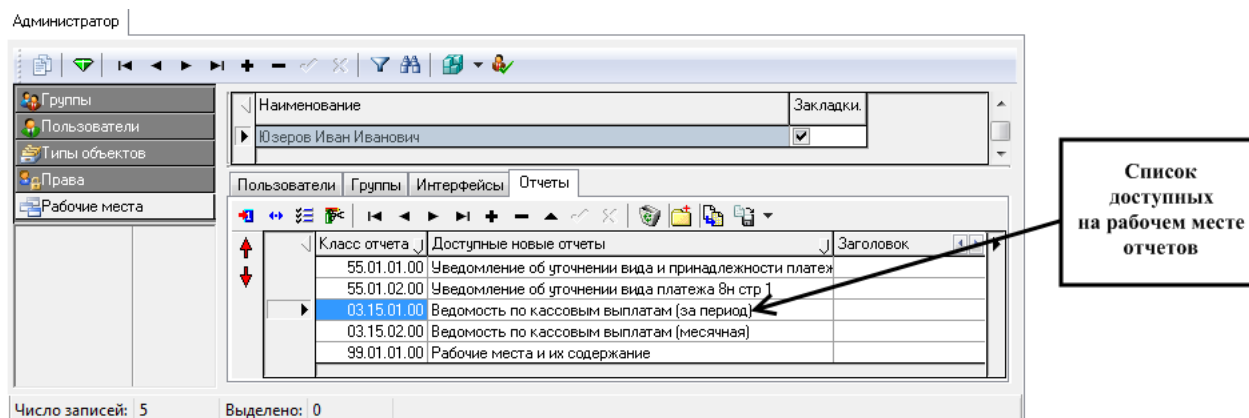 Администратор
Группы
Пользователи
Типы объектов
Права
Рабочие места
Наименование Закладки.
Юзеров Иван Иванович
Пользователи Группы Интерфейсы Отчеты
Класс отчета Доступные новые отчеты Заголовок
55.01.01.00 Уведомление об уточнении вида и принадлежности платеж
55.01.02.00 Уведомление об уточнении вида платежа 8н стр 1
03.15.01.00 Ведомость по кассовым выплатам (за период)
03.15.02.00 Ведомость по кассовым выплатам (месячная)
99.01.01.00 Рабочие места и их содержание
Список
доступных
на рабочем месте
отчетов
Число записей: 5 Выделено: 0